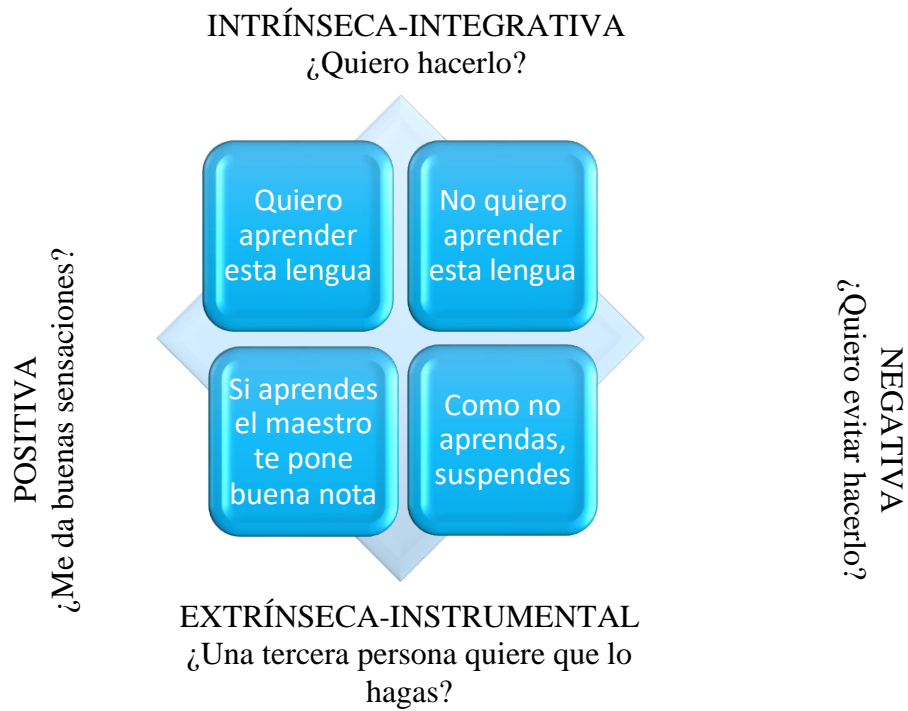 INTRÍNSECA-INTEGRATIVA
¿Quiero hacerlo?
Quiero
aprender
esta lengua
No quiero
aprender
esta lengua
POSITIVA
¿Me da buenas sensaciones?
NEGATIVA
¿Quiero evitar hacerlo?
Si aprendes
el maestro
te pone
buena nota
Como no
aprendas,
suspendes
EXTRÍNSECA-INSTRUMENTAL
¿Una tercera persona quiere que lo
hagas?